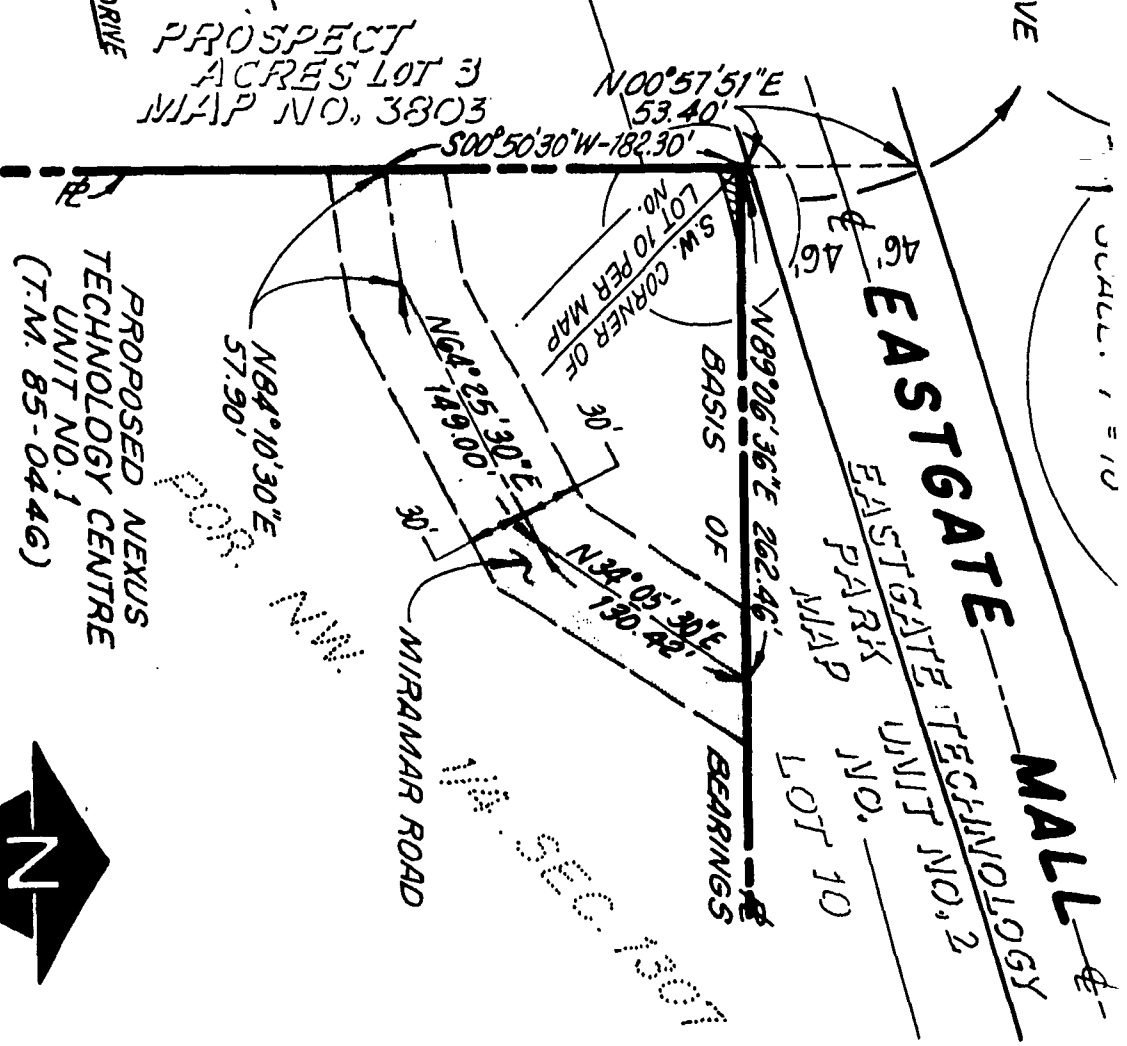 DRIVE
PROSPECT
ACRES LOT 3
MAP NO. 3803
N00°57'51"E
53.40'
S00°50'30"W-182.30'
VE
46'
46'
S.W. CORNER OF
LOT 10 PER MAP
NO.
EASTGATE MALL
EASTGATE TECHNOLOGY
PARK UNIT NO. 2
MAP NO.
LOT 10
N89°06'36"E 262.46'
BASIS OF BEARINGS
N84°10'30"E
57.90'
N64°25'30"E
149.00'
30'
30'
N34°05'30"E
130.42'
MIRAMAR ROAD
PROPOSED NEXUS
TECHNOLOGY CENTRE
UNIT NO. 1
(T.M. 85-0446)
POR. N.W. 1/4, SEC. 1307
N